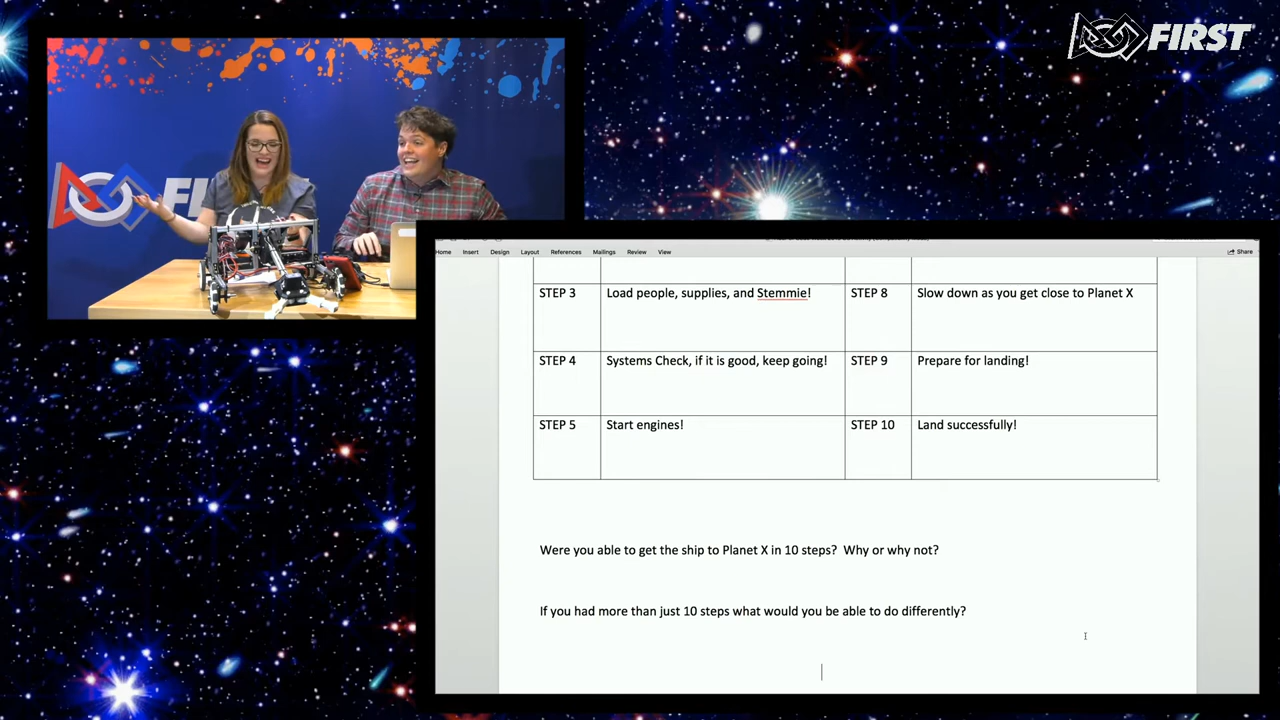 FIRST
FI
Home Insert Design Layout References Mailings Review View Share
STEP 3 Load people, supplies, and Stemmie! STEP 8 Slow down as you get close to Planet X
STEP 4 Systems Check, if it is good, keep going! STEP 9 Prepare for landing!
STEP 5 Start engines! STEP 10 Land successfully!
Were you able to get the ship to Planet X in 10 steps? Why or why not?
If you had more than just 10 steps what would you be able to do differently?